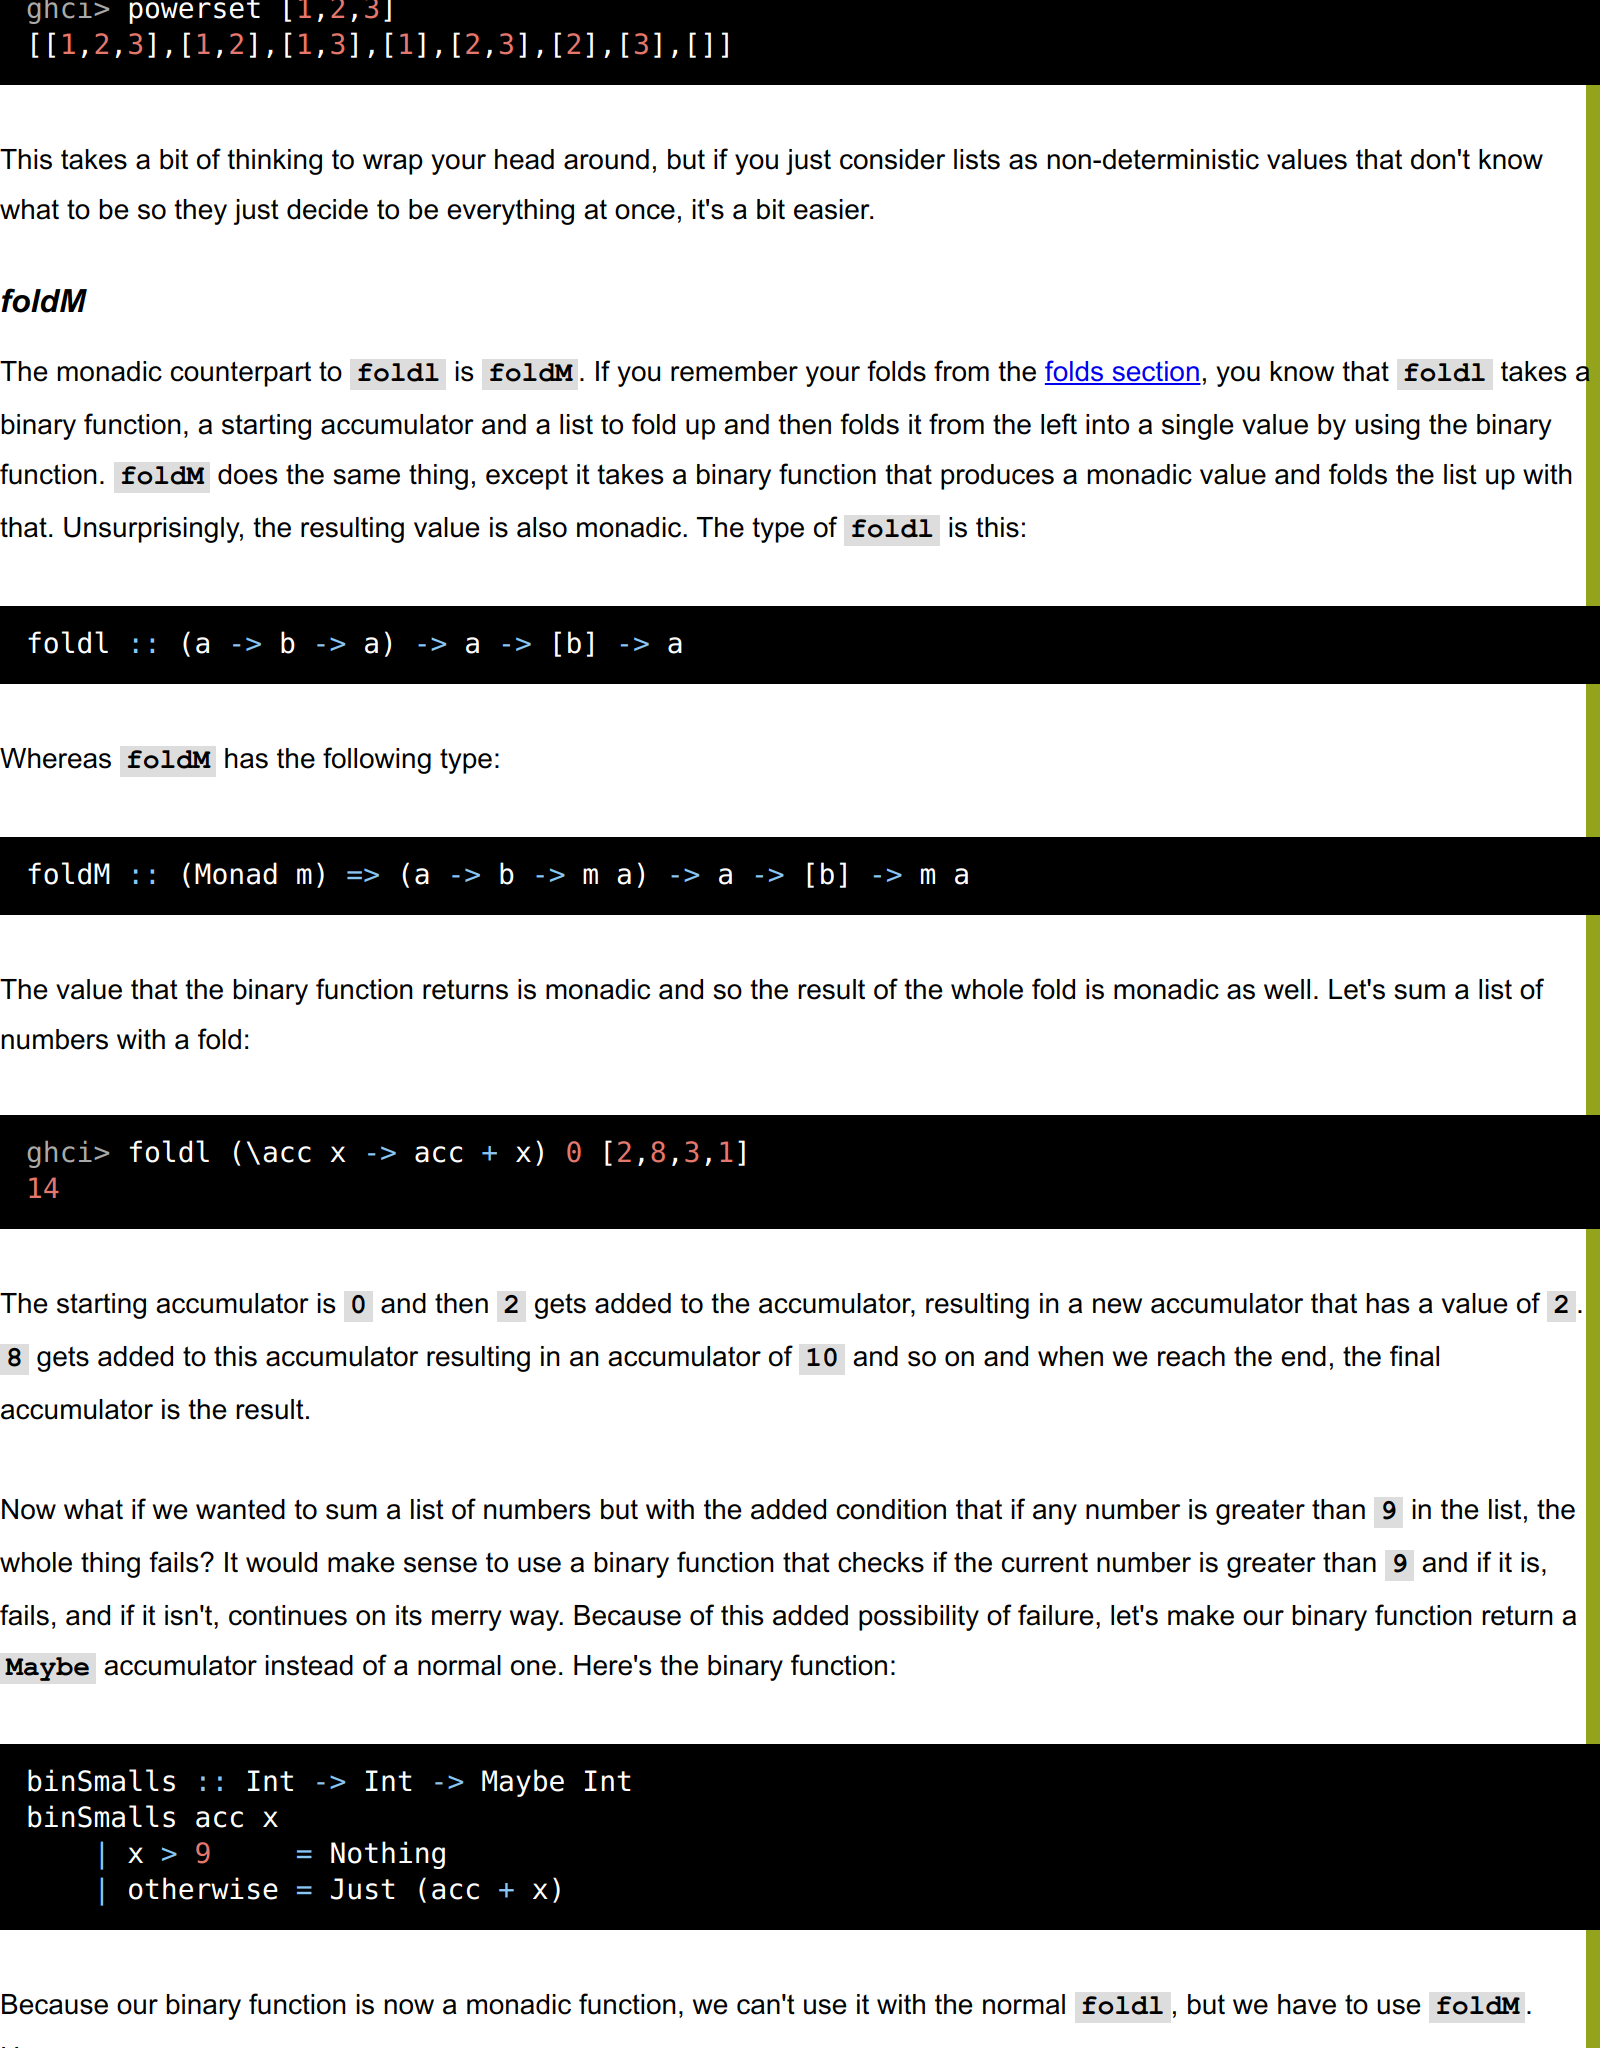 ghci> powerset [1,2,3]
[[1,2,3],[1,2],[1,3],[1],[2,3],[2],[3],[]]
This takes a bit of thinking to wrap your head around, but if you just consider lists as non-deterministic values that don't know
what to be so they just decide to be everything at once, it's a bit easier.
foldM
The monadic counterpart to foldl is foldM. If you remember your folds from the folds section, you know that foldl takes a
binary function, a starting accumulator and a list to fold up and then folds it from the left into a single value by using the binary
function. foldM does the same thing, except it takes a binary function that produces a monadic value and folds the list up with
that. Unsurprisingly, the resulting value is also monadic. The type of foldl is this:
foldl :: (a -> b -> a) -> a -> [b] -> a
Whereas foldM has the following type:
foldM :: (Monad m) => (a -> b -> m a) -> a -> [b] -> m a
The value that the binary function returns is monadic and so the result of the whole fold is monadic as well. Let's sum a list of
numbers with a fold:
ghci> foldl (\acc x -> acc + x) 0 [2,8,3,1]
14
The starting accumulator is 0 and then 2 gets added to the accumulator, resulting in a new accumulator that has a value of 2.
8 gets added to this accumulator resulting in an accumulator of 10 and so on and when we reach the end, the final
accumulator is the result.
Now what if we wanted to sum a list of numbers but with the added condition that if any number is greater than 9 in the list, the
whole thing fails? It would make sense to use a binary function that checks if the current number is greater than 9 and if it is,
fails, and if it isn't, continues on its merry way. Because of this added possibility of failure, let's make our binary function return a
Maybe accumulator instead of a normal one. Here's the binary function:
binSmalls :: Int -> Int -> Maybe Int
binSmalls acc x
    | x > 9     = Nothing
    | otherwise = Just (acc + x)
Because our binary function is now a monadic function, we can't use it with the normal foldl, but we have to use foldM.